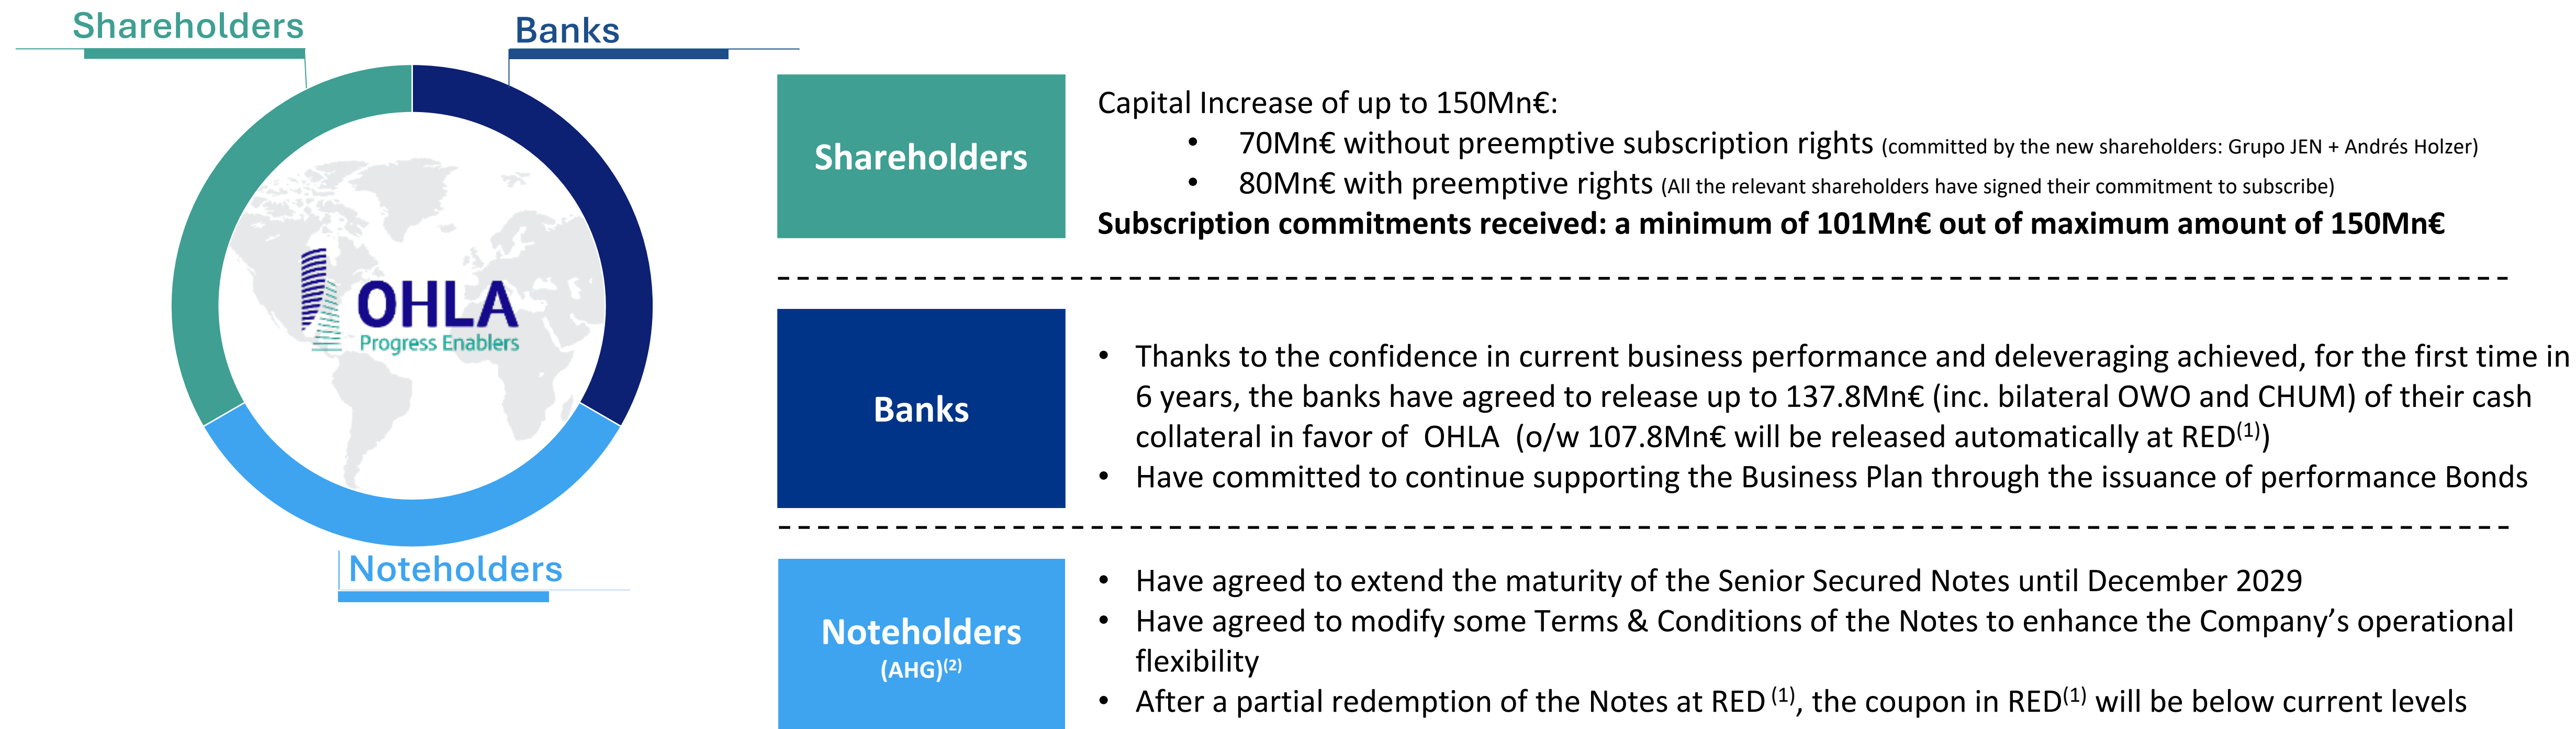 Shareholders
Banks
OHLA
Progress Enablers
Noteholders
Shareholders
Capital Increase of up to 150Mn€:
• 70Mn€ without preemptive subscription rights (committed by the new shareholders: Grupo JEN + Andrés Holzer)
• 80Mn€ with preemptive rights (All the relevant shareholders have signed their commitment to subscribe)
Subscription commitments received: a minimum of 101Mn€ out of maximum amount of 150Mn€
Banks
• Thanks to the confidence in current business performance and deleveraging achieved, for the first time in
6 years, the banks have agreed to release up to 137.8Mn€ (inc. bilateral OWO and CHUM) of their cash
collateral in favor of OHLA (o/w 107.8Mn€ will be released automatically at RED(1))
• Have committed to continue supporting the Business Plan through the issuance of performance Bonds
Noteholders
(AHG)(2)
• Have agreed to extend the maturity of the Senior Secured Notes until December 2029
• Have agreed to modify some Terms & Conditions of the Notes to enhance the Company’s operational
flexibility
• After a partial redemption of the Notes at RED (1), the coupon in RED(1) will be below current levels